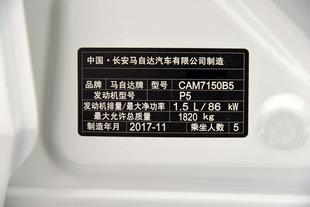 中国·长安马自达汽车有限公司制造
品牌 马自达牌 型号 CAM7150B5
发动机型号 P5
发动机排量/最大净功率 1.5 L/86 kW
最大允许总质量 1820 kg
制造年月 2017-11 乘坐人数 5